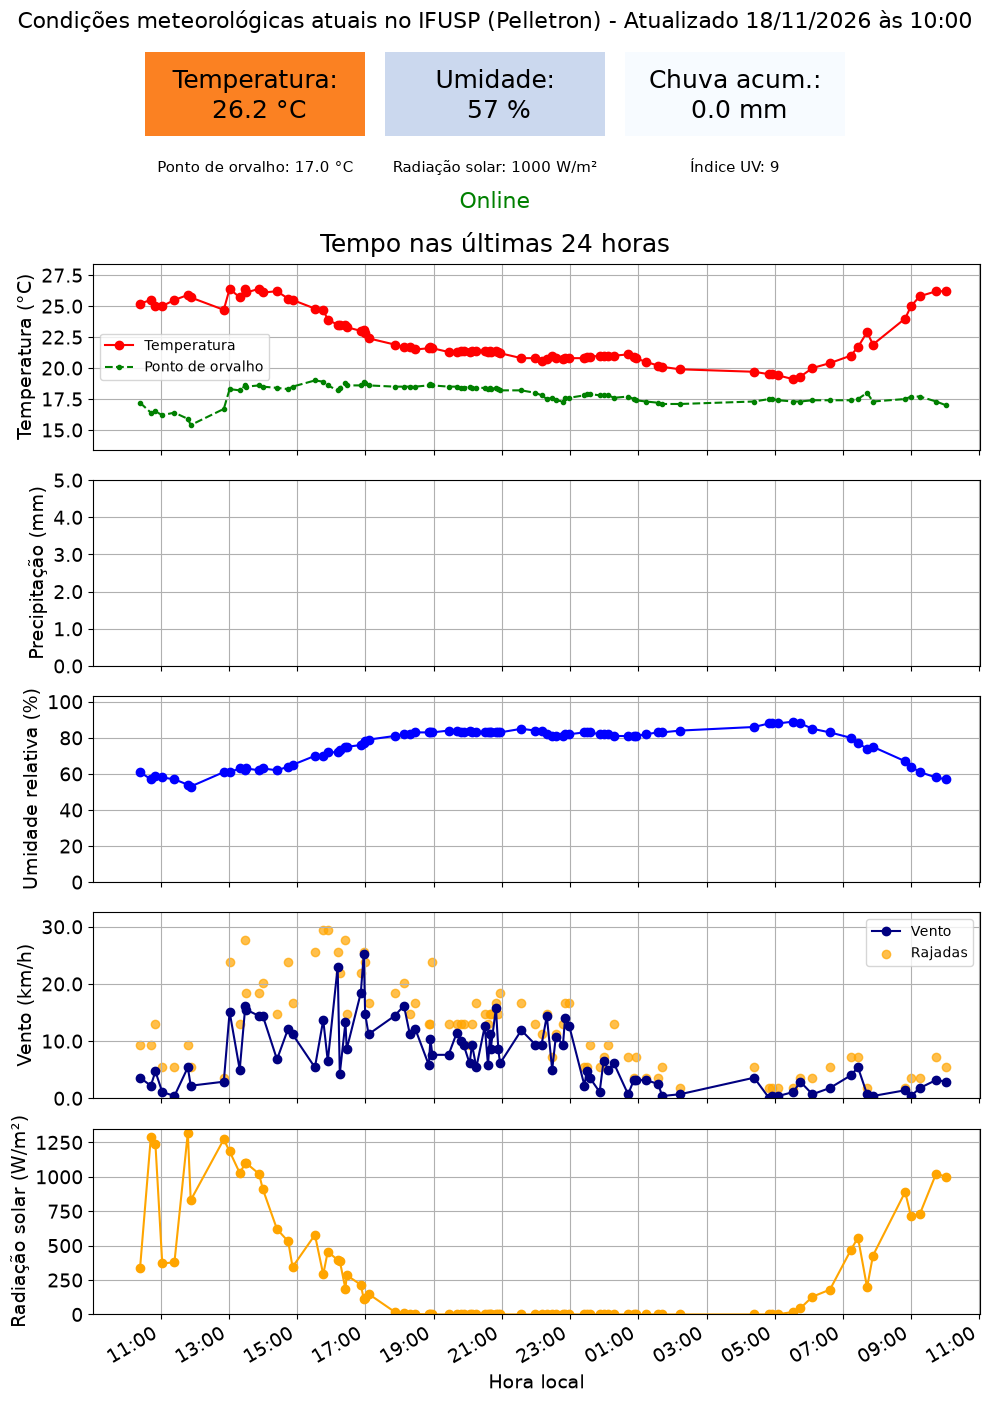 Condições meteorológicas atuais no IFUSP (Pelletron) - Atualizado 18/11/2026 às 10:00
Temperatura:
26.2 °C
Umidade:
57 %
Chuva acum.:
0.0 mm
Ponto de orvalho: 17.0 °C
Radiação solar: 1000 W/m²
Índice UV: 9
Online
Tempo nas últimas 24 horas
Temperatura (°C)
27.5
25.0
22.5
20.0
17.5
15.0
Temperatura
Ponto de orvalho
Precipitação (mm)
5.0
4.0
3.0
2.0
1.0
0.0
Umidade relativa (%)
100
80
60
40
20
0
Vento (km/h)
30.0
20.0
10.0
0.0
Vento
Rajadas
Radiação solar (W/m²)
1250
1000
750
500
250
0
11:00 13:00 15:00 17:00 19:00 21:00 23:00 01:00 03:00 05:00 07:00 09:00 11:00
Hora local